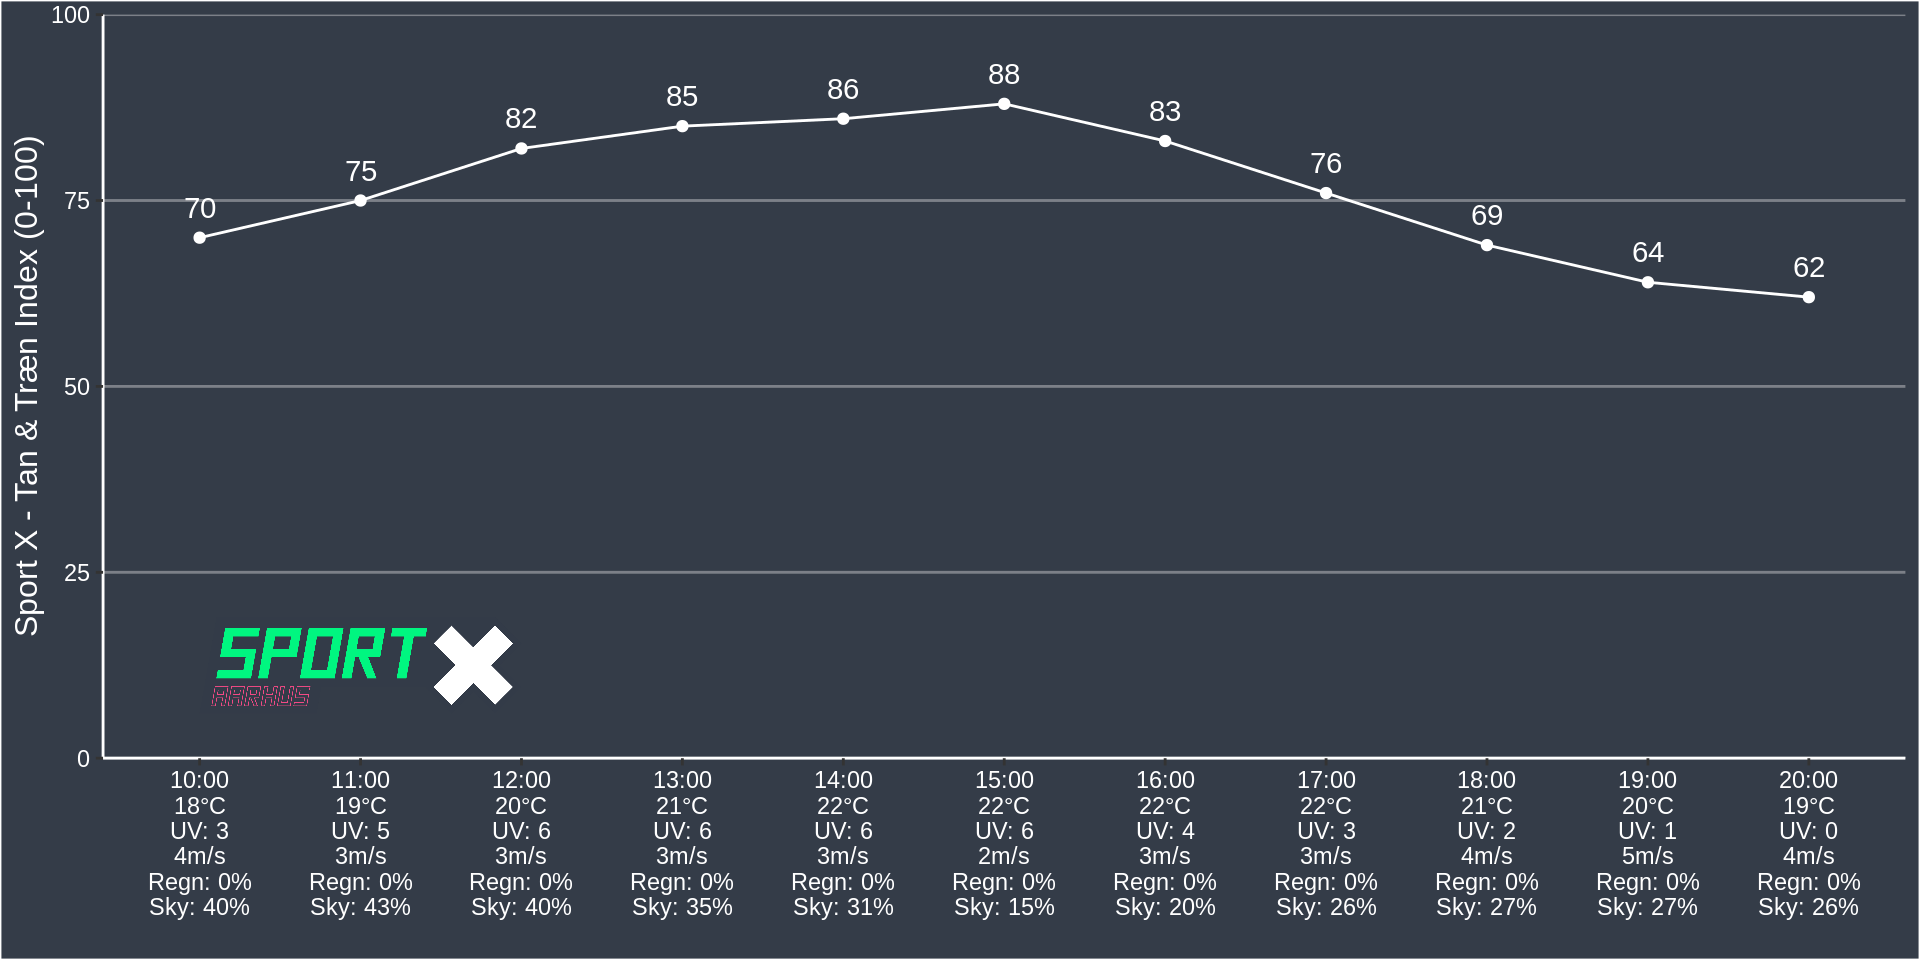 Sport X - Tan & Træn Index (0-100)
100
75
50
25
0
70
75
82
85
86
88
83
76
69
64
62
SPORT X
AARHUS
10:00 11:00 12:00 13:00 14:00 15:00 16:00 17:00 18:00 19:00 20:00
18°C 19°C 20°C 21°C 22°C 22°C 22°C 22°C 21°C 20°C 19°C
UV: 3 UV: 5 UV: 6 UV: 6 UV: 6 UV: 6 UV: 4 UV: 3 UV: 2 UV: 1 UV: 0
4m/s 3m/s 3m/s 3m/s 3m/s 2m/s 3m/s 3m/s 4m/s 5m/s 4m/s
Regn: 0% Regn: 0% Regn: 0% Regn: 0% Regn: 0% Regn: 0% Regn: 0% Regn: 0% Regn: 0% Regn: 0% Regn: 0%
Sky: 40% Sky: 43% Sky: 40% Sky: 35% Sky: 31% Sky: 15% Sky: 20% Sky: 26% Sky: 27% Sky: 27% Sky: 26%